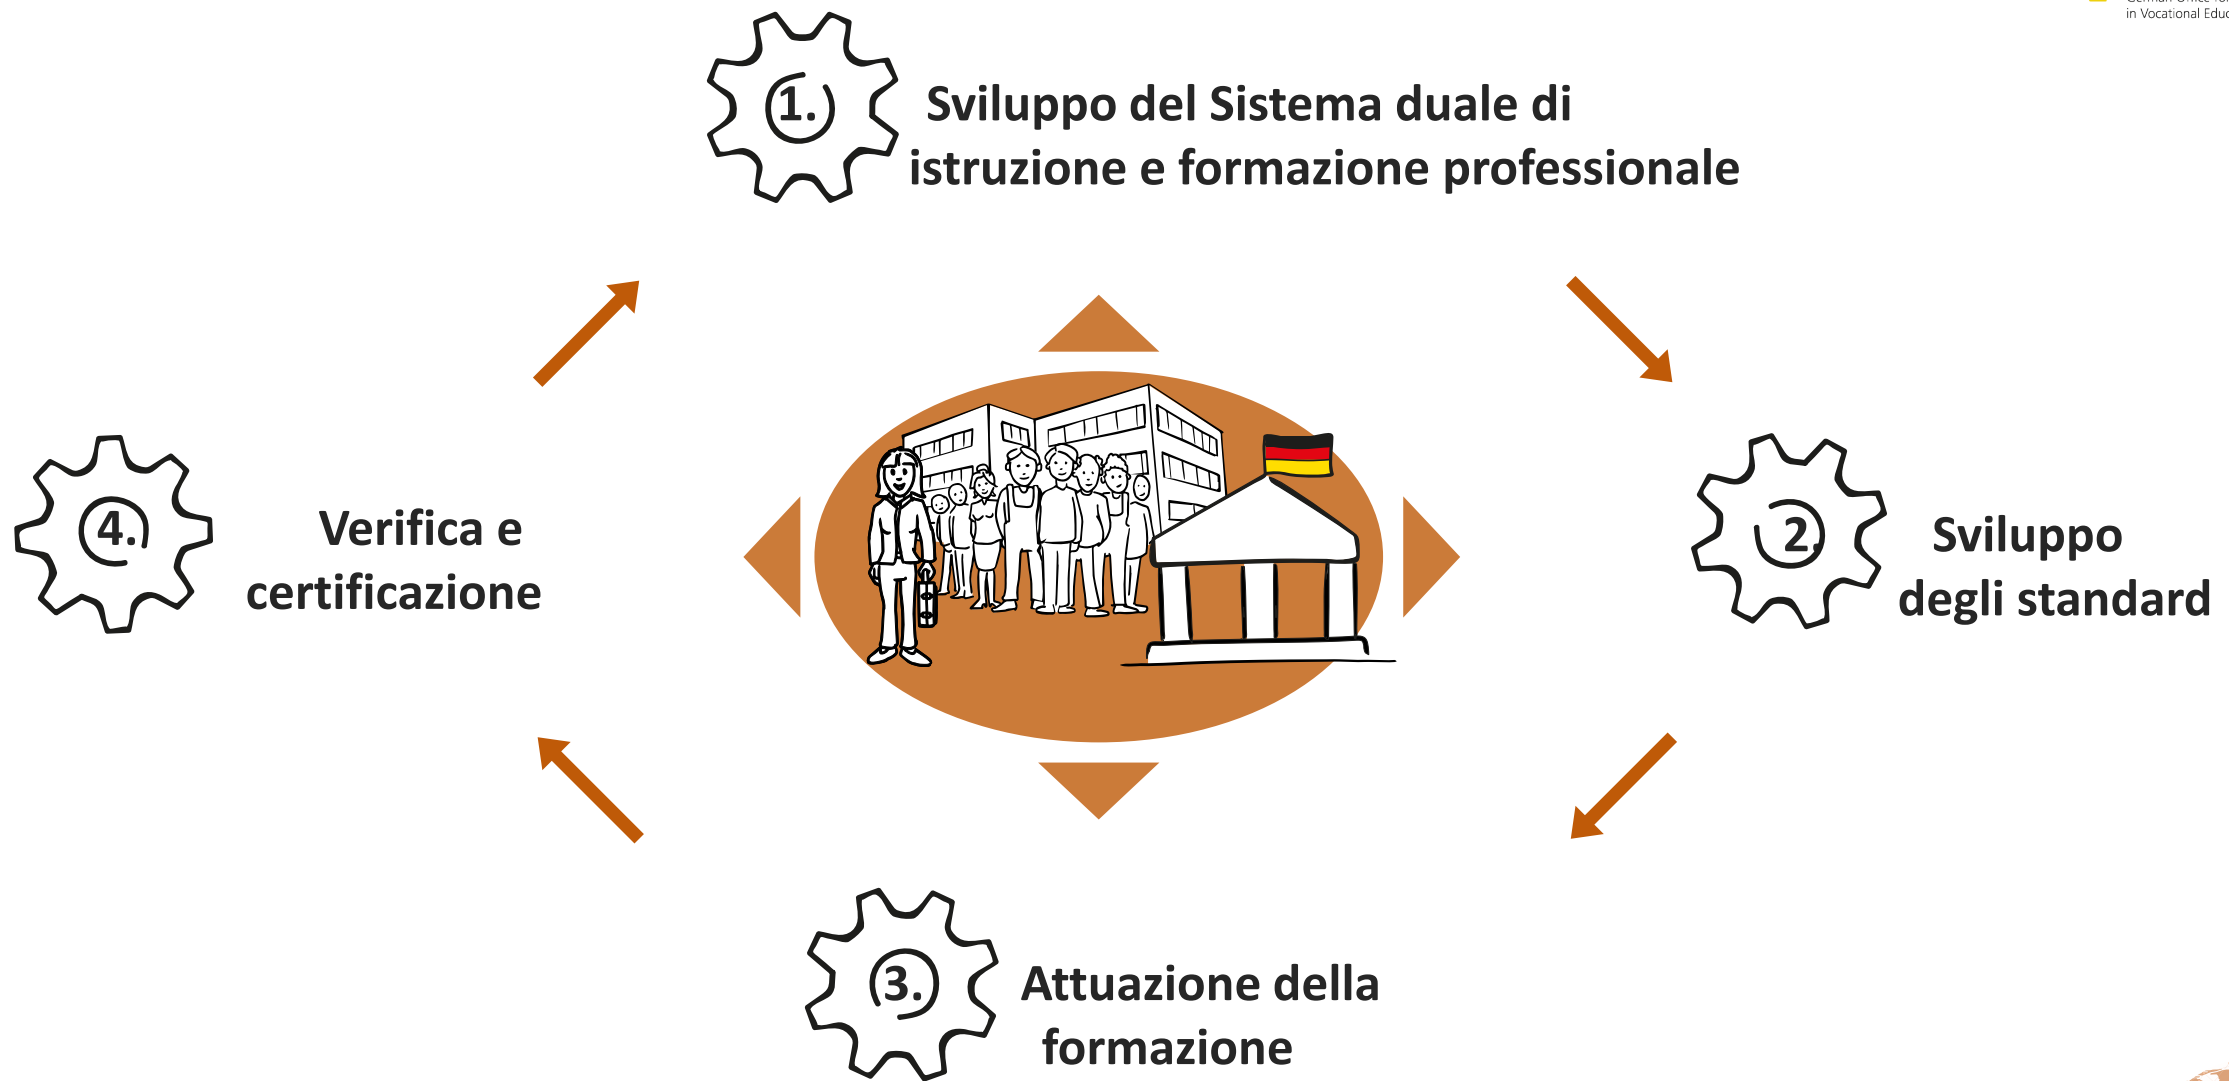 in Vocational
1.
Sviluppo del Sistema duale di
istruzione e formazione professionale
4.
Verifica e
certificazione
2.
Sviluppo
degli standard
3.
Attuazione della
formazione